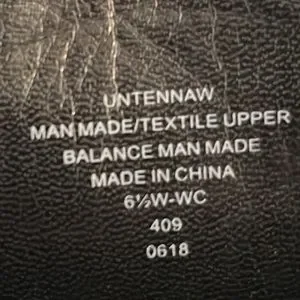 UNTENNAW
MAN MADE/TEXTILE UPPER
BALANCE MAN MADE
MADE IN CHINA
6½W-WC
409
0618